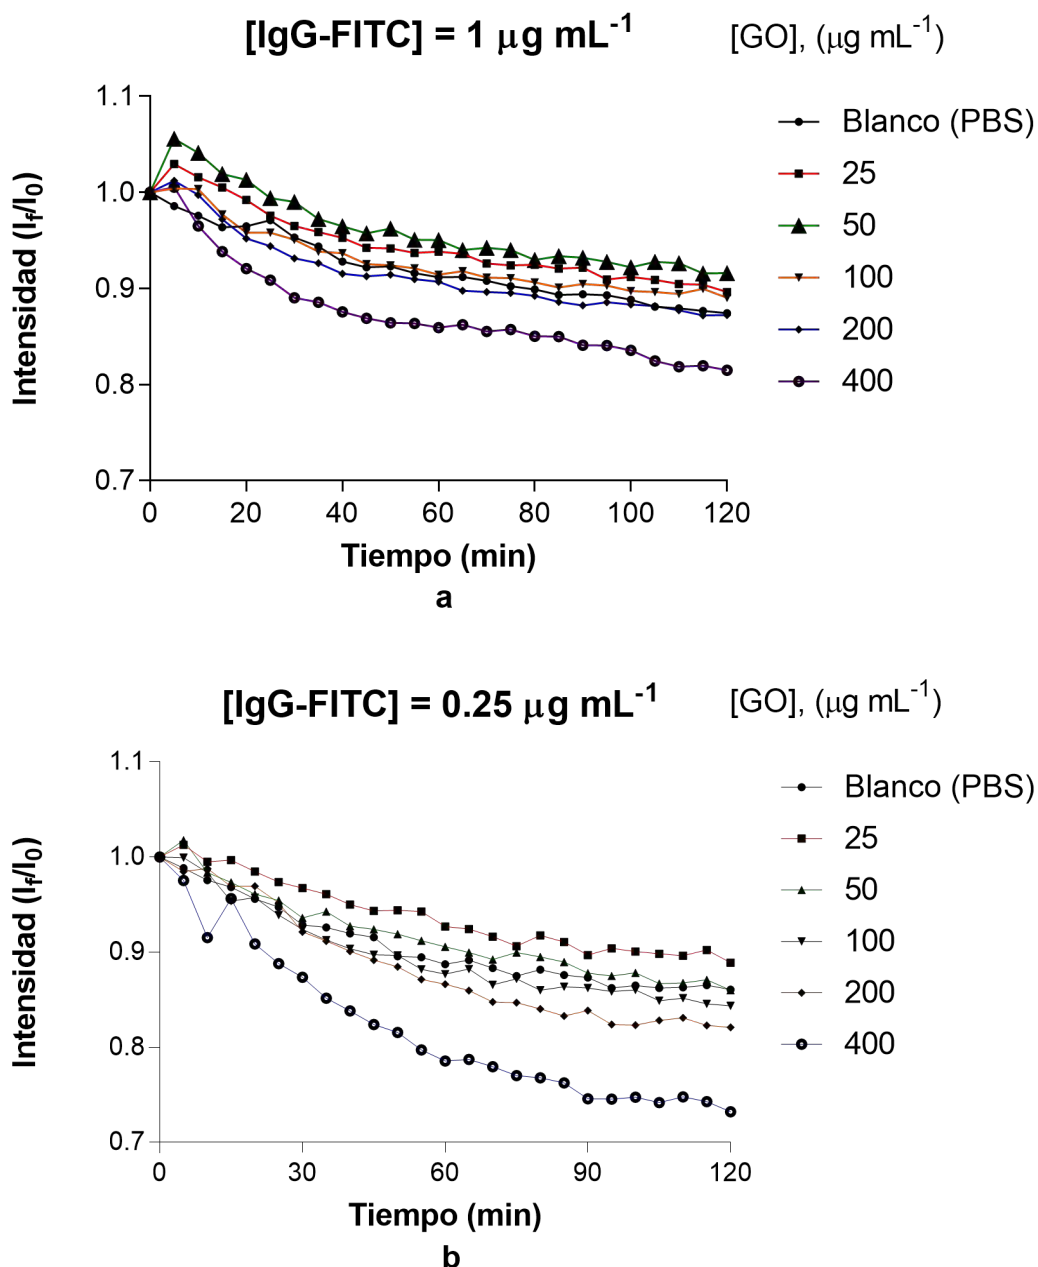 [IgG-FITC] = 1 μg mL-1
[GO], (μg mL-1)
Intensidad (If/I0)
1.1
1.0
0.9
0.8
0.7
0 20 40 60 80 100 120
Tiempo (min)
a
Blanco (PBS)
25
50
100
200
400
[IgG-FITC] = 0.25 μg mL-1
[GO], (μg mL-1)
Intensidad (If/I0)
1.1
1.0
0.9
0.8
0.7
0 30 60 90 120
Tiempo (min)
b
Blanco (PBS)
25
50
100
200
400